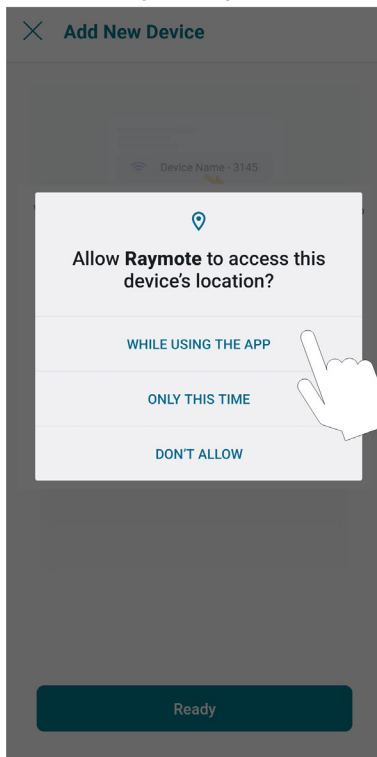 Add New Device
Device Name - 3145
Allow Raymote to access this
device's location?
WHILE USING THE APP
ONLY THIS TIME
DON'T ALLOW
Ready